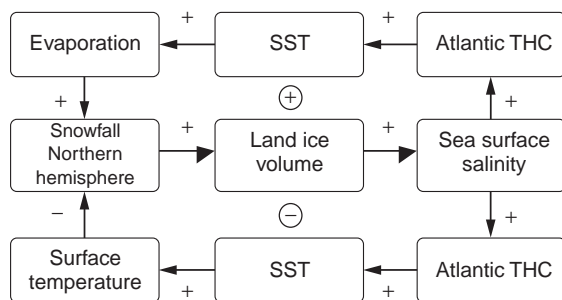 + +
Evaporation SST Atlantic THC
+ + +
Snowfall
Northern
hemisphere
+ Land ice
volume
+ Sea surface
salinity
− − +
Surface
temperature
SST Atlantic THC
+ +